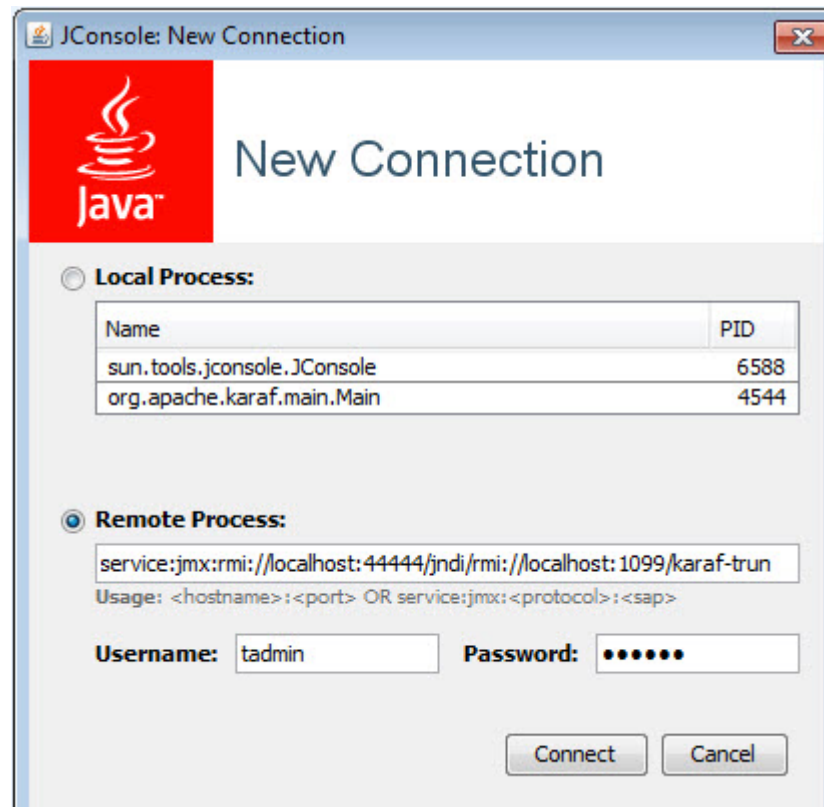 JConsole: New Connection
Java™
New Connection
Local Process:
Name PID
sun.tools.jconsole.JConsole 6588
org.apache.karaf.main.Main 4544
Remote Process:
service:jmx:rmi://localhost:44444/jndi/rmi://localhost:1099/karaf-trun
Usage: <hostname>:<port> OR service:jmx:<protocol>:<sap>
Username: tadmin Password: ●●●●●●
Connect Cancel